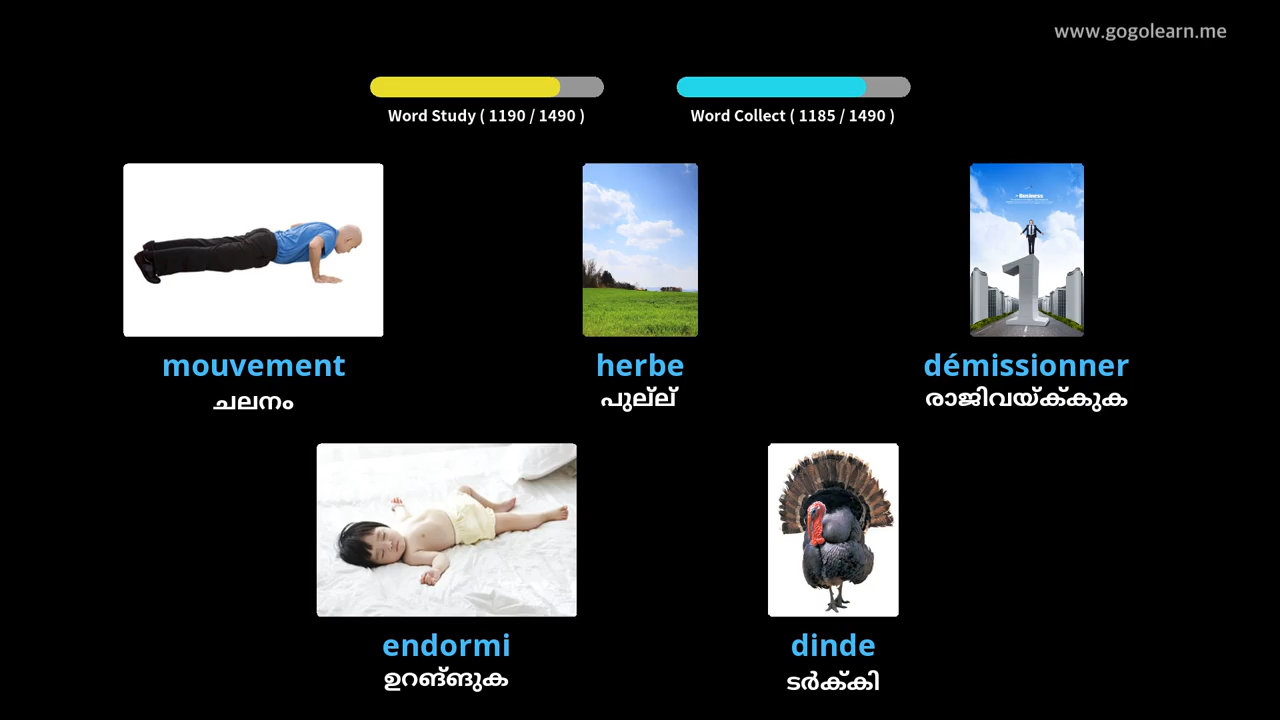 www.gogolearn.me
Word Study ( 1190 / 1490 )
Word Collect ( 1185 / 1490 )
mouvement
ചലനം
herbe
പുല്ല്
démissionner
രാജിവയ്ക്കുക
endormi
ഉറങ്ങുക
dinde
ടർക്കി